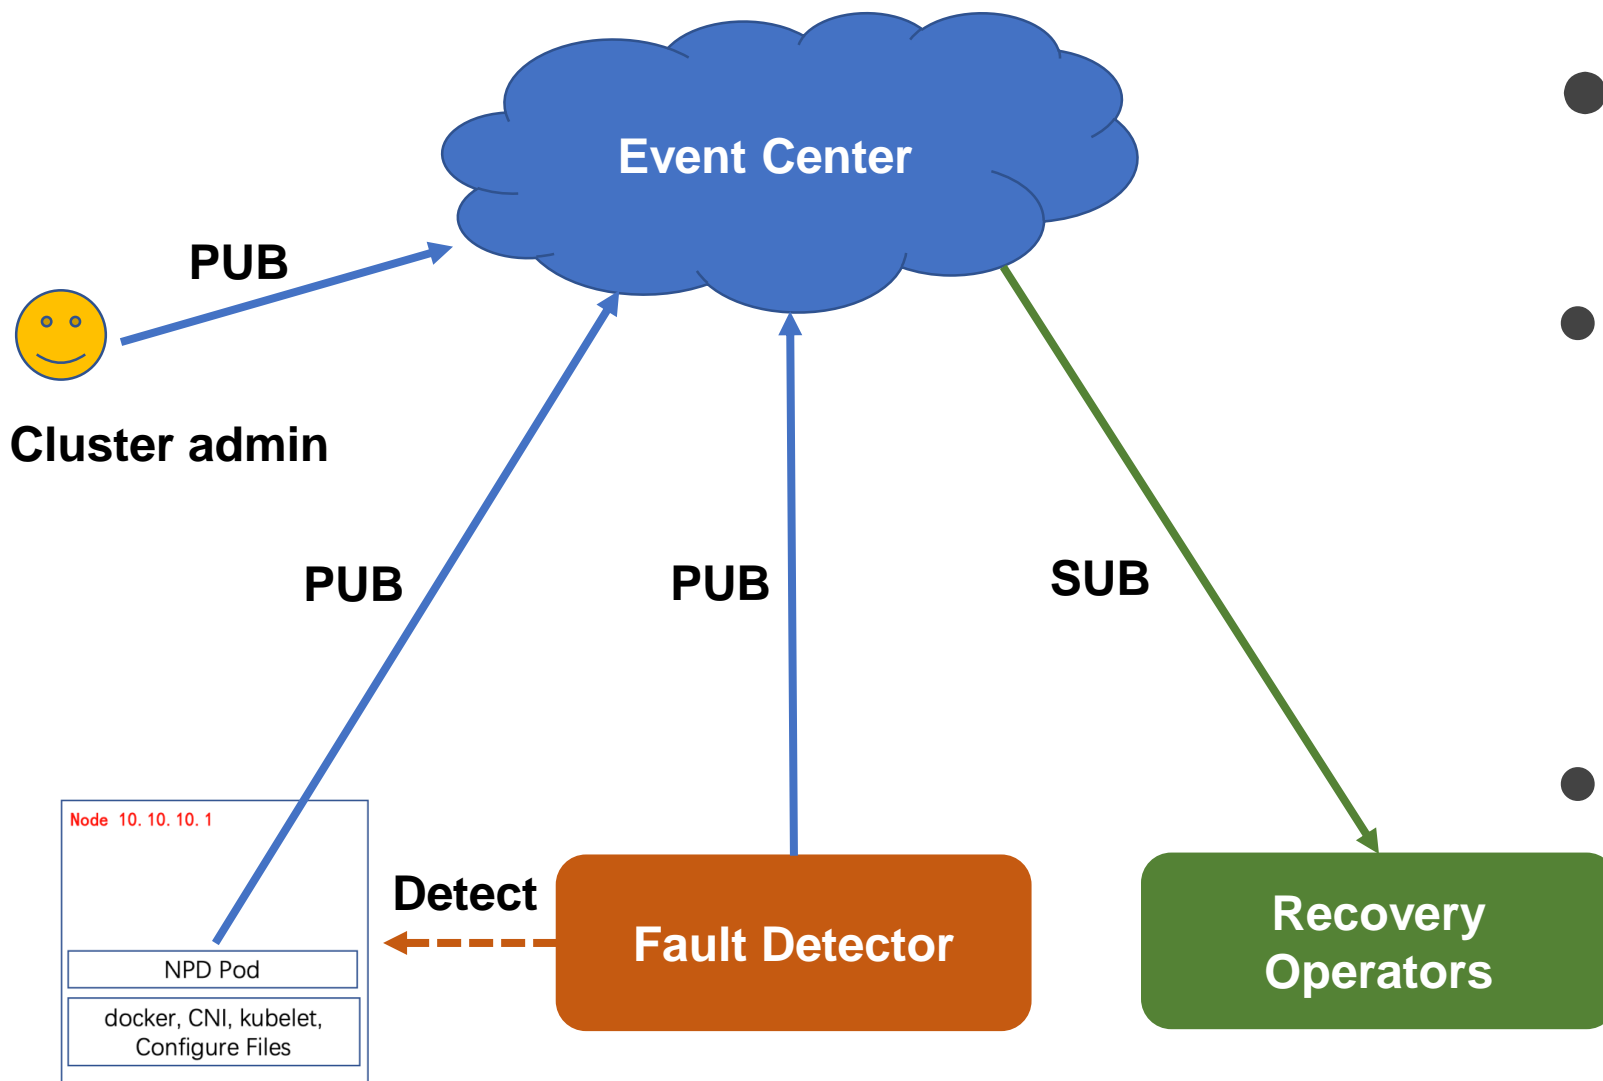 Event Center
PUB
Cluster admin
PUB
PUB
SUB
Node 10.10.10.1
Detect
NPD Pod
docker, CNI, kubelet,
Configure Files
Fault Detector
Recovery
Operators